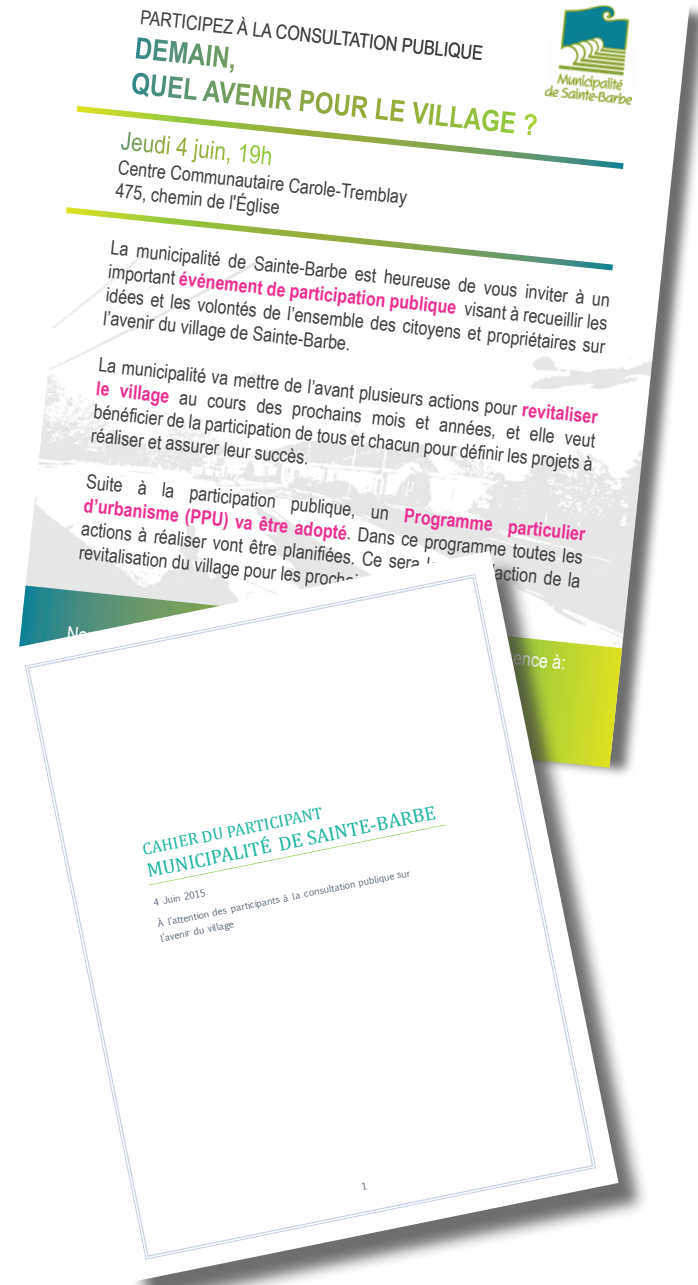 PARTICIPEZ À LA CONSULTATION PUBLIQUE
DEMAIN,
QUEL AVENIR POUR LE VILLAGE ?
Municipalité
de Sainte-Barbe
Jeudi 4 juin, 19h
Centre Communautaire Carole-Tremblay
475, chemin de l'Église
La municipalité de Sainte-Barbe est heureuse de vous inviter à un
important événement de participation publique visant à recueillir les
idées et les volontés de l'ensemble des citoyens et propriétaires sur
l'avenir du village de Sainte-Barbe.
La municipalité va mettre de l'avant plusieurs actions pour revitaliser
le village au cours des prochains mois et années, et elle veut
bénéficier de la participation de tous et chacun pour définir les projets à
réaliser et assurer leur succès.
Suite à la participation publique, un Programme particulier
d'urbanisme (PPU) va être adopté. Dans ce programme toutes les
actions à réaliser vont être planifiées. Ce sera
revitalisation du village pour les de la
à:
CAHIER DU PARTICIPANT
MUNICIPALITÉ DE SAINTE-BARBE
4 Juin 2015
À l'attention des participants à la consultation publique sur
l'avenir du village
1